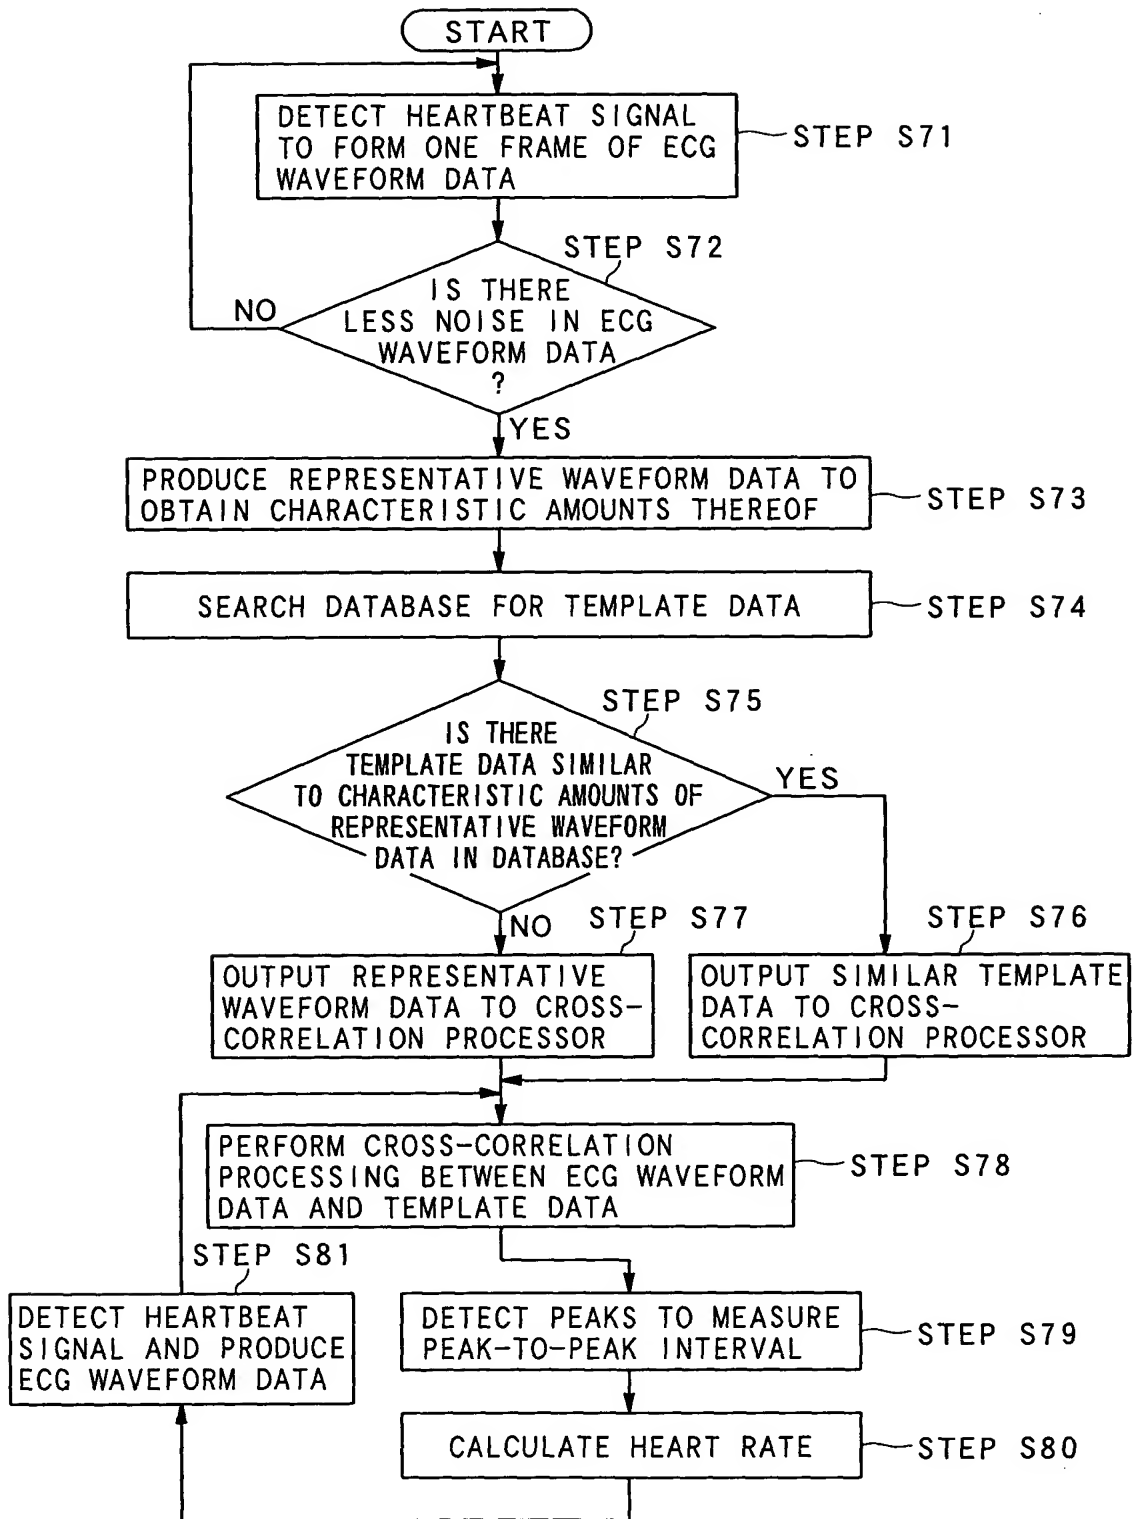 START
DETECT HEARTBEAT SIGNAL
TO FORM ONE FRAME OF ECG
WAVEFORM DATA
STEP S71
STEP S72
IS THERE
LESS NOISE IN ECG
WAVEFORM DATA
?
NO
YES
PRODUCE REPRESENTATIVE WAVEFORM DATA TO
OBTAIN CHARACTERISTIC AMOUNTS THEREOF
STEP S73
SEARCH DATABASE FOR TEMPLATE DATA
STEP S74
STEP S75
IS THERE
TEMPLATE DATA SIMILAR
TO CHARACTERISTIC AMOUNTS OF
REPRESENTATIVE WAVEFORM
DATA IN DATABASE?
YES
NO
STEP S77
STEP S76
OUTPUT REPRESENTATIVE
WAVEFORM DATA TO CROSS-
CORRELATION PROCESSOR
OUTPUT SIMILAR TEMPLATE
DATA TO CROSS-
CORRELATION PROCESSOR
PERFORM CROSS-CORRELATION
PROCESSING BETWEEN ECG WAVEFORM
DATA AND TEMPLATE DATA
STEP S78
STEP S81
DETECT HEARTBEAT
SIGNAL AND PRODUCE
ECG WAVEFORM DATA
DETECT PEAKS TO MEASURE
PEAK-TO-PEAK INTERVAL
STEP S79
CALCULATE HEART RATE
STEP S80